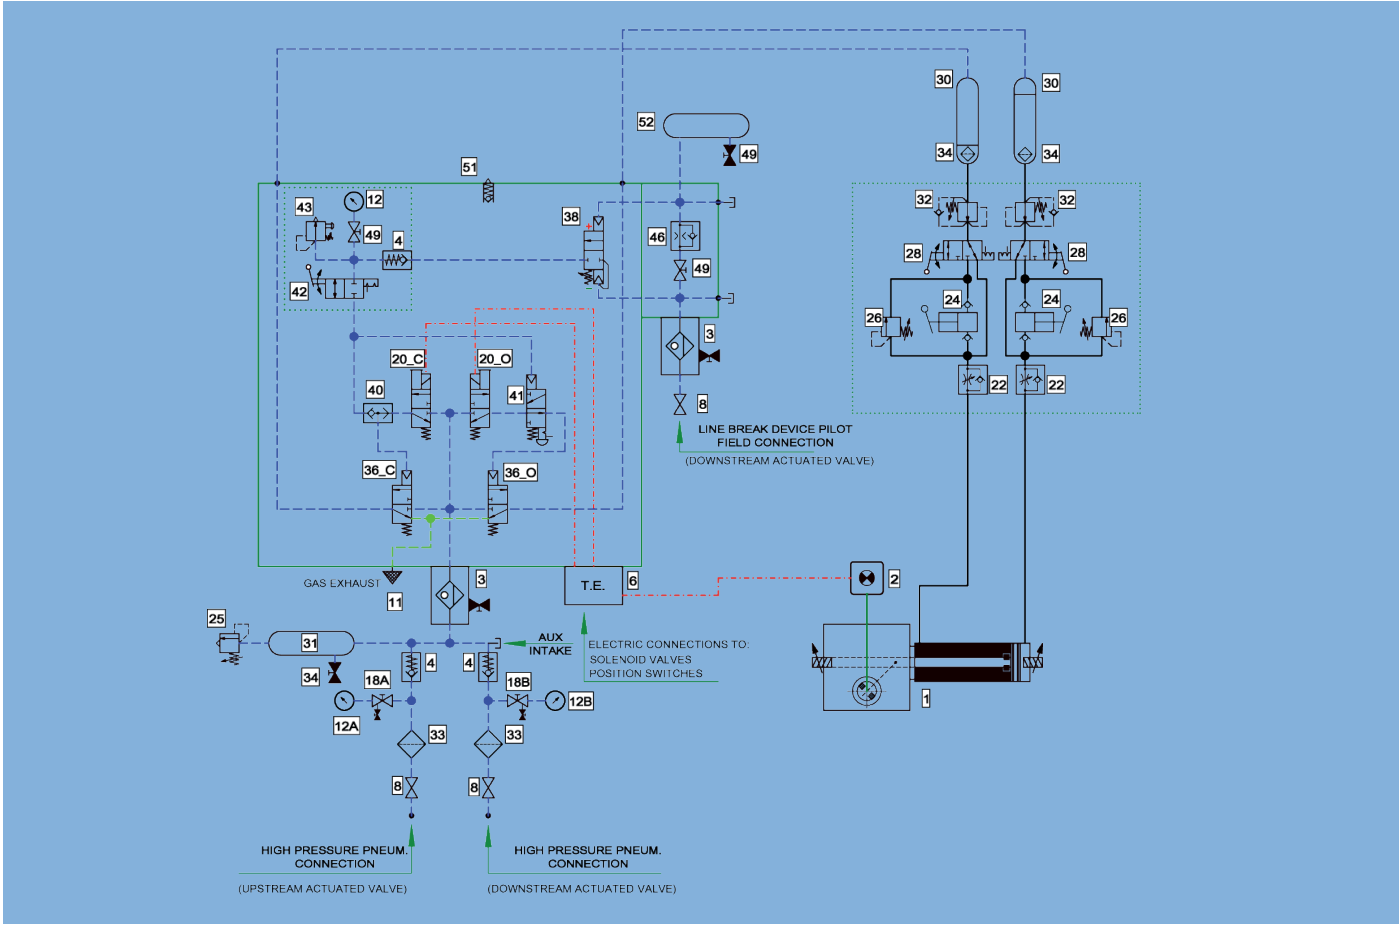 30
30
52
34
49
34
51
12
43
32
32
38
46
49
4
28
28
42
49
24
24
26
26
3
20_C
20_O
22
22
40
41
8
LINE BREAK DEVICE PILOT
FIELD CONNECTION
(DOWNSTREAM ACTUATED VALVE)
36_C
36_O
GAS EXHAUST
11
3
T.E.
6
2
25
31
AUX
INTAKE
ELECTRIC CONNECTIONS TO:
SOLENOID VALVES
POSITION SWITCHES
34
4
4
18A
18B
12A
12B
1
33
33
8
8
HIGH PRESSURE PNEUM.
CONNECTION
(UPSTREAM ACTUATED VALVE)
HIGH PRESSURE PNEUM.
CONNECTION
(DOWNSTREAM ACTUATED VALVE)